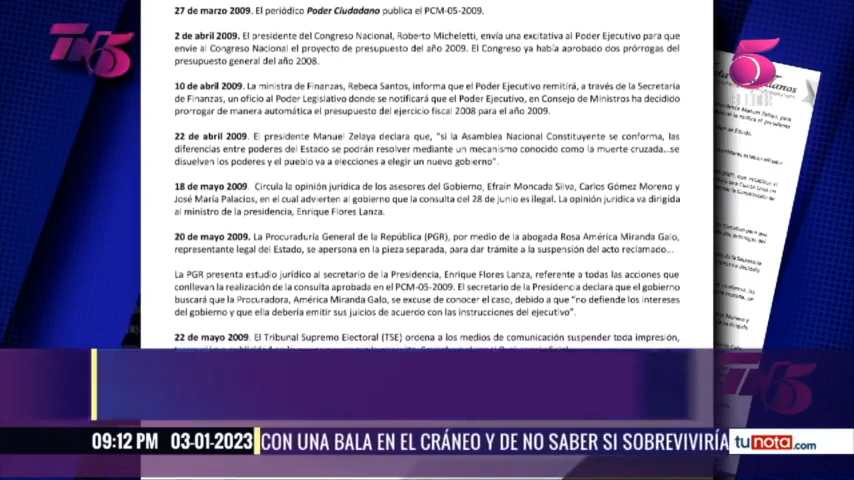 TN5
5
27 de marzo 2009. El periódico Poder Ciudadano publica el PCM-05-2009.
2 de abril 2009. El presidente del Congreso Nacional, Roberto Micheletti, envía una excitativa al Poder Ejecutivo para que
envie al Congreso Nacional el proyecto de presupuesto del año 2009. El Congreso ya había aprobado dos prórrogas del
presupuesto general del año 2008.
10 de abril 2009. La ministra de Finanzas, Rebeca Santos, informa que el Poder Ejecutivo remitirá, a través de la Secretaría
de Finanzas, un oficio al Poder Legislativo donde se notificará que el Poder Ejecutivo, en Consejo de Ministros ha decidido
prorrogar de manera automática el presupuesto del ejercicio fiscal 2008 para el año 2009.
22 de abril 2009. El presidente Manuel Zelaya declara que, "si la Asamblea Nacional Constituyente se conforma, las
diferencias entre poderes del Estado se podrán resolver mediante un mecanismo conocido como la muerte cruzada...se
disuelven los poderes y el pueblo va a elecciones a elegir un nuevo gobierno".
18 de mayo 2009. Circula la opinión jurídica de los asesores del Gobierno, Efraín Moncada Silva, Carlos Gómez Moreno y
José María Palacios, en el cual advierten al gobierno que la consulta del 28 de junio es ilegal. La opinión jurídica va dirigida
al ministro de la presidencia, Enrique Flores Lanza.
20 de mayo 2009. La Procuraduría General de la República (PGR), por medio de la abogada Rosa América Miranda Galo,
representante legal del Estado, se apersona en la pieza separada, para dar trámite a la suspensión del acto reclamado...
La PGR presenta estudio jurídico al secretario de la Presidencia, Enrique Flores Lanza, referente a todas las acciones que
conllevan la realización de la consulta aprobada en el PCM-05-2009. El secretario de la Presidencia declara que el gobierno
buscará que la Procuradora, América Miranda Galo, se excuse de conocer el caso, debido a que "no defiende los intereses
del gobierno y que ella debería emitir sus juicios de acuerdo con las instrucciones del ejecutivo".
22 de mayo 2009. El Tribunal Supremo Electoral (TSE) ordena a los medios de comunicación suspender toda impresión,
TN5
09:12 PM 03-01-2023 CON UNA BALA EN EL CRÁNEO Y DE NO SABER SI SOBREVIVIRÍA tunota.com